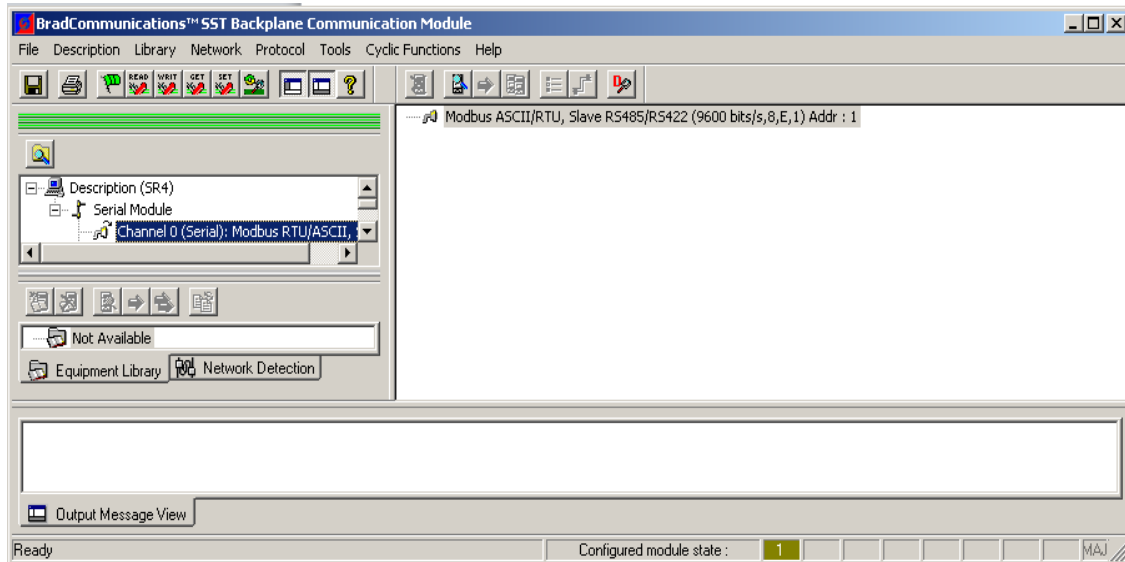 BradCommunications™ SST Backplane Communication Module
File Description Library Network Protocol Tools Cyclic Functions Help
READ WRIT GET SET
Modbus ASCII/RTU, Slave RS485/RS422 (9600 bits/s,8,E,1) Addr : 1
Description (SR4)
Serial Module
Channel 0 (Serial): Modbus RTU/ASCII,
Not Available
Equipment Library Network Detection
Output Message View
Ready Configured module state : 1 MAJ